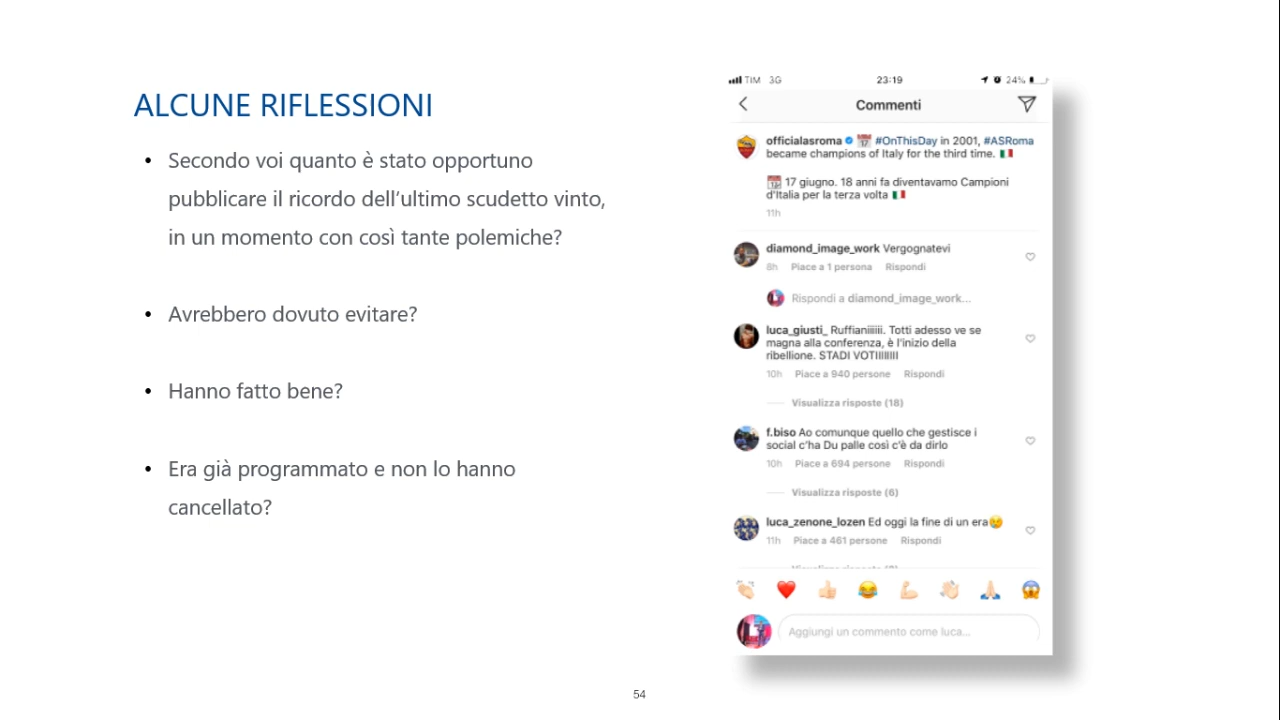 ALCUNE RIFLESSIONI
• Secondo voi quanto è stato opportuno
pubblicare il ricordo dell'ultimo scudetto vinto,
in un momento con così tante polemiche?
• Avrebbero dovuto evitare?
• Hanno fatto bene?
• Era già programmato e non lo hanno
cancellato?
TIM 3G 23:19 24%
Commenti
officialasroma 📅 #OnThisDay in 2001, #ASRoma
became champions of Italy for the third time. 🇮🇹
📅 17 giugno. 18 anni fa diventavamo Campioni
d'Italia per la terza volta 🇮🇹
11h
diamond_image_work Vergognatevi
8h Piace a 1 persona Rispondi
Rispondi a diamond_image_work...
luca_giusti_ Ruffianiiiiii. Totti adesso ve se
magna alla conferenza, è l'inizio della
ribellione. STADI VOTIIIIIIII
10h Piace a 940 persone Rispondi
Visualizza risposte (18)
f.biso Ao comunque quello che gestisce i
social c'ha Du palle così c'è da dirlo
10h Piace a 694 persone Rispondi
Visualizza risposte (6)
luca_zenone_lozen Ed oggi la fine di un era😢
11h Piace a 461 persone Rispondi
Aggiungi un commento come luca...
54